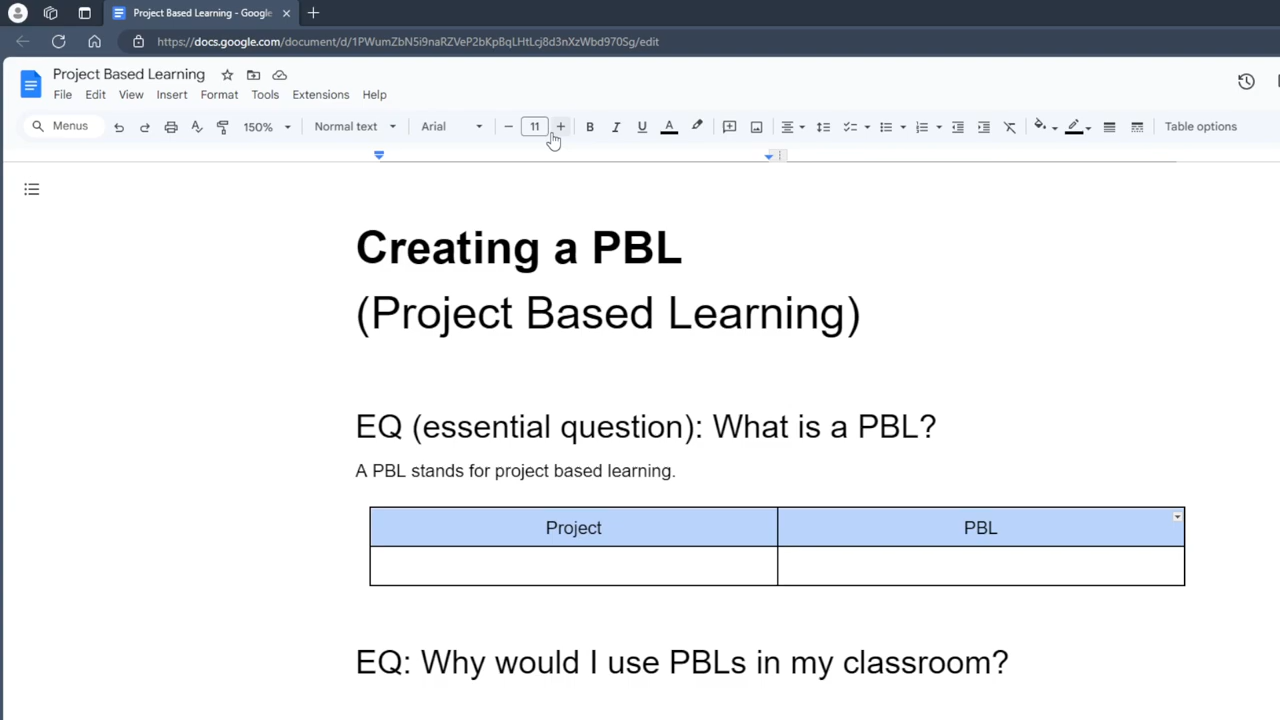 Project Based Learning - Google
https://docs.google.com/document/d/1PWumZbN5i9naRZVeP2bKpBqLHtLcj8d3nXzWbd970Sg/edit
Project Based Learning
File Edit View Insert Format Tools Extensions Help
Menus 150% Normal text Arial 11 B I U A Table options
Creating a PBL
(Project Based Learning)
EQ (essential question): What is a PBL?
A PBL stands for project based learning.
Project PBL
EQ: Why would I use PBLs in my classroom?